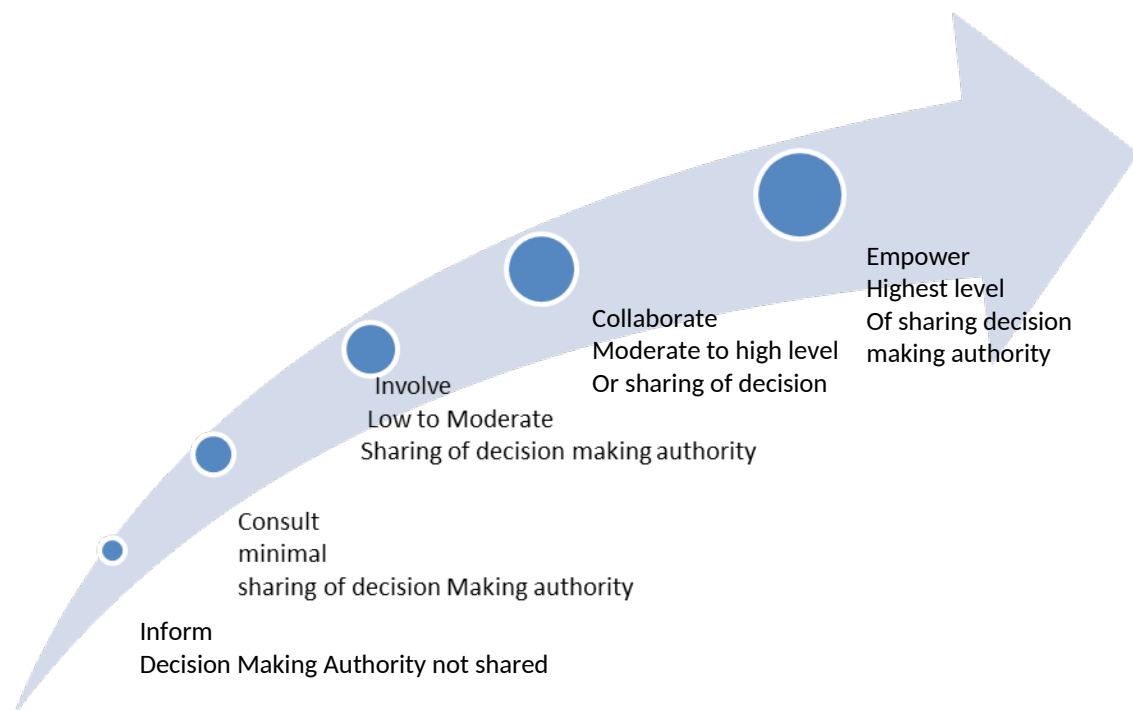 Empower
Highest level
Of sharing decision
making authority
Collaborate
Moderate to high level
Or sharing of decision
Involve
Low to Moderate
Sharing of decision making authority
Consult
minimal
sharing of decision Making authority
Inform
Decision Making Authority not shared